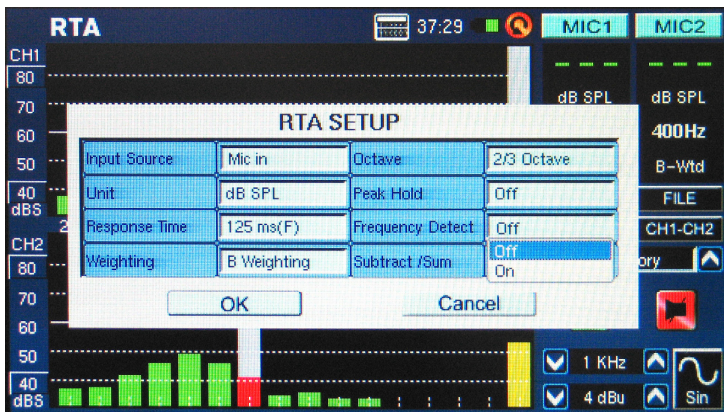 RTA 37:29 MIC1 MIC2
CH1
80
70 dB SPL dB SPL
60 400Hz
50 B-Wtd
40 FILE
dBS
CH1-CH2
RTA SETUP
Input Source Mic in Octave 2/3 Octave
Unit dB SPL Peak Hold Off
Response Time 125 ms(F) Frequency Detect Off
Weighting B Weighting Subtract /Sum
Off
On
OK Cancel
CH2
80 ory
70
60
50 1 KHz
40 4 dBu Sin
dBS